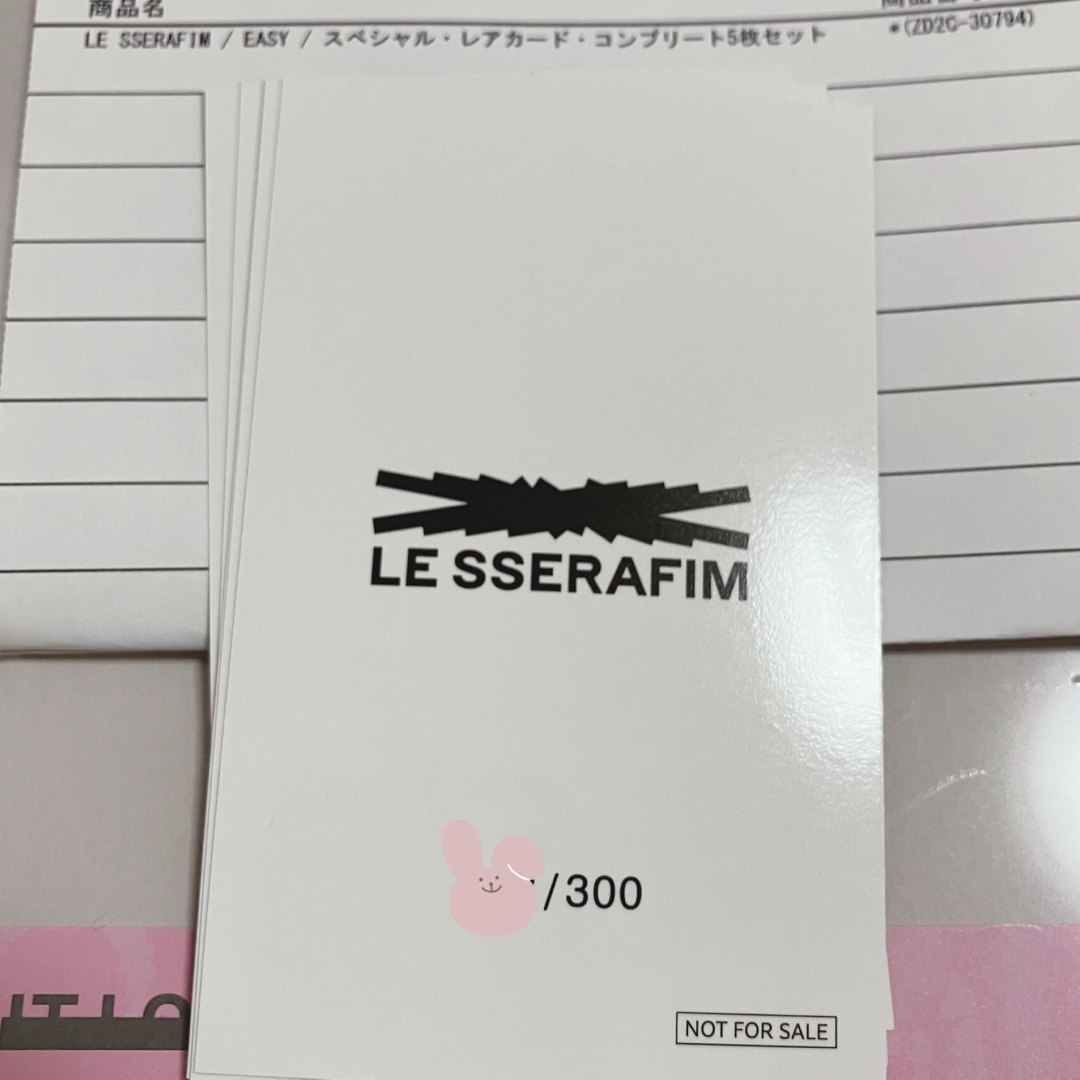 商品名
LE SSERAFIM / EASY / スペシャル・レアカード・コンプリート5枚セット
*(ZD2C-30794)
LE SSERAFIM
/300
NOT FOR SALE